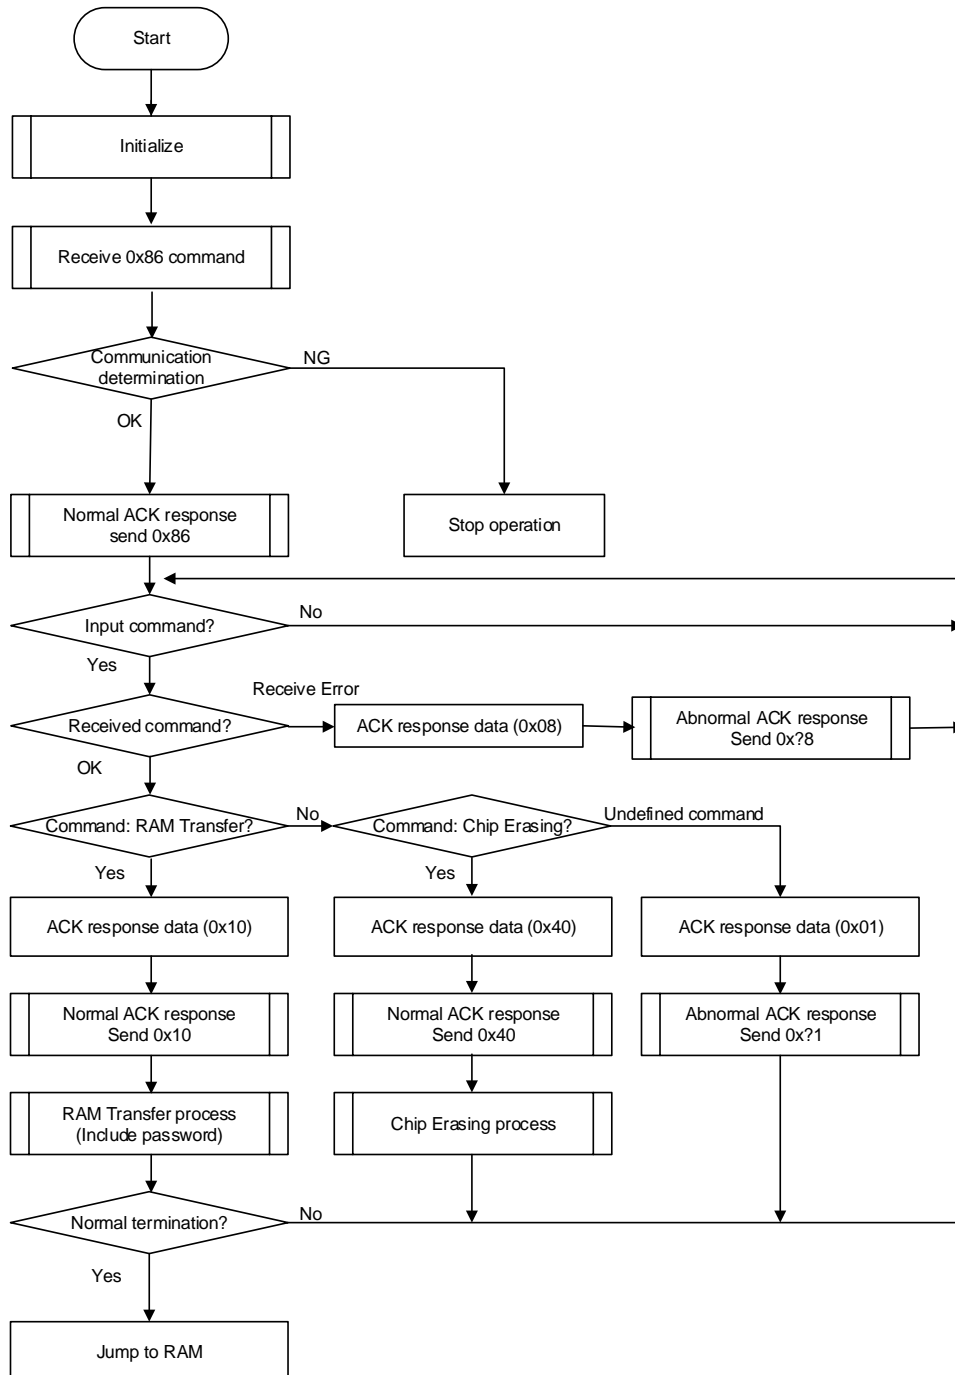 Start
Initialize
Receive 0x86 command
Communication
determination
NG
OK
Normal ACK response
send 0x86
Stop operation
Input command?
No
Yes
Receive Error
Received command?
ACK response data (0x08)
Abnormal ACK response
Send 0x?8
OK
Command: RAM Transfer?
No
Command: Chip Erasing?
Undefined command
Yes
Yes
ACK response data (0x10)
ACK response data (0x40)
ACK response data (0x01)
Normal ACK response
Send 0x10
Normal ACK response
Send 0x40
Abnormal ACK response
Send 0x?1
RAM Transfer process
(Include password)
Chip Erasing process
Normal termination?
No
Yes
Jump to RAM